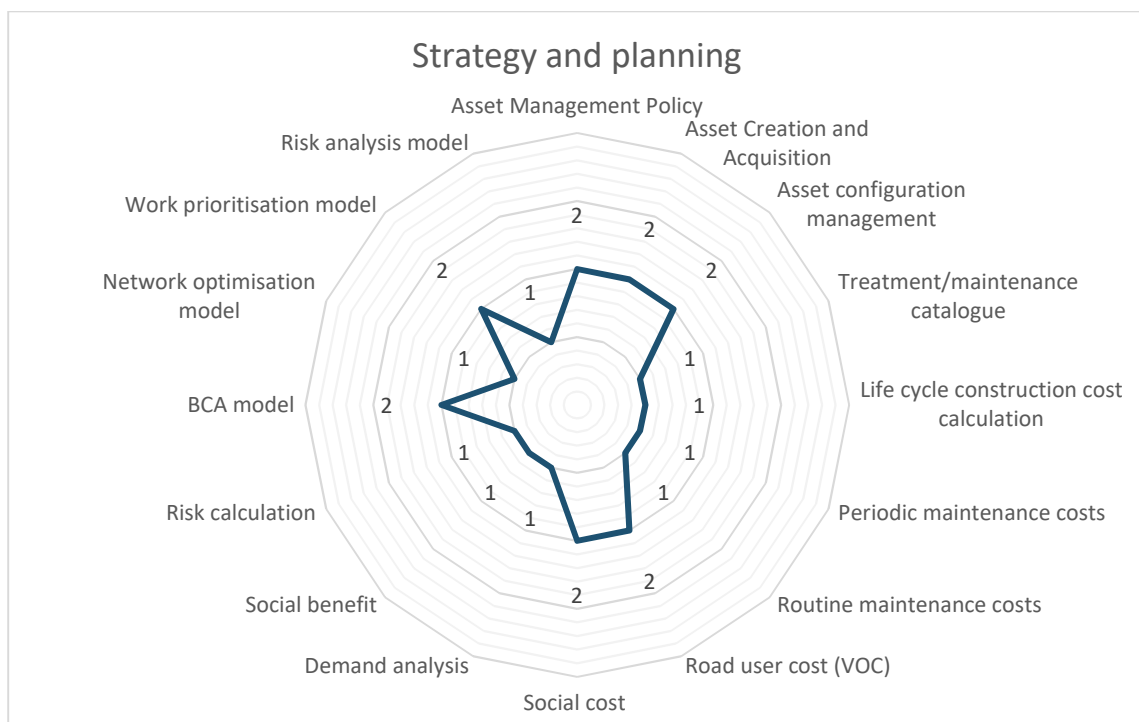 Strategy and planning
Asset Management Policy
Asset Creation and
Acquisition
Asset configuration
management
Treatment/maintenance
catalogue
Life cycle construction cost
calculation
Periodic maintenance costs
Routine maintenance costs
Road user cost (VOC)
Social cost
Demand analysis
Social benefit
Risk calculation
BCA model
Network optimisation
model
Work prioritisation model
Risk analysis model
2
2
2
1
1
1
1
2
2
1
1
1
2
1
2
1